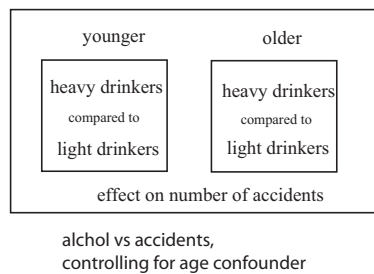 younger
older
heavy drinkers
compared to
light drinkers
heavy drinkers
compared to
light drinkers
effect on number of accidents
alchol vs accidents,
controlling for age confounder